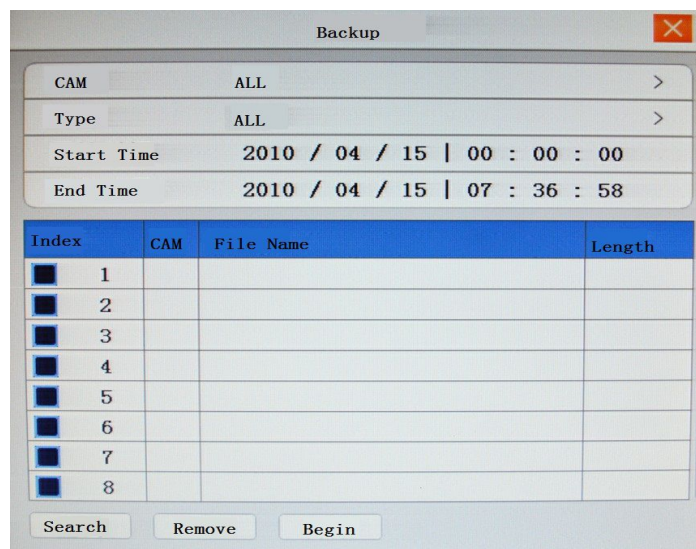 Backup
CAM ALL >
Type ALL >
Start Time 2010 / 04 / 15 | 00 : 00 : 00
End Time 2010 / 04 / 15 | 07 : 36 : 58
Index CAM File Name Length
1
2
3
4
5
6
7
8
Search Remove Begin